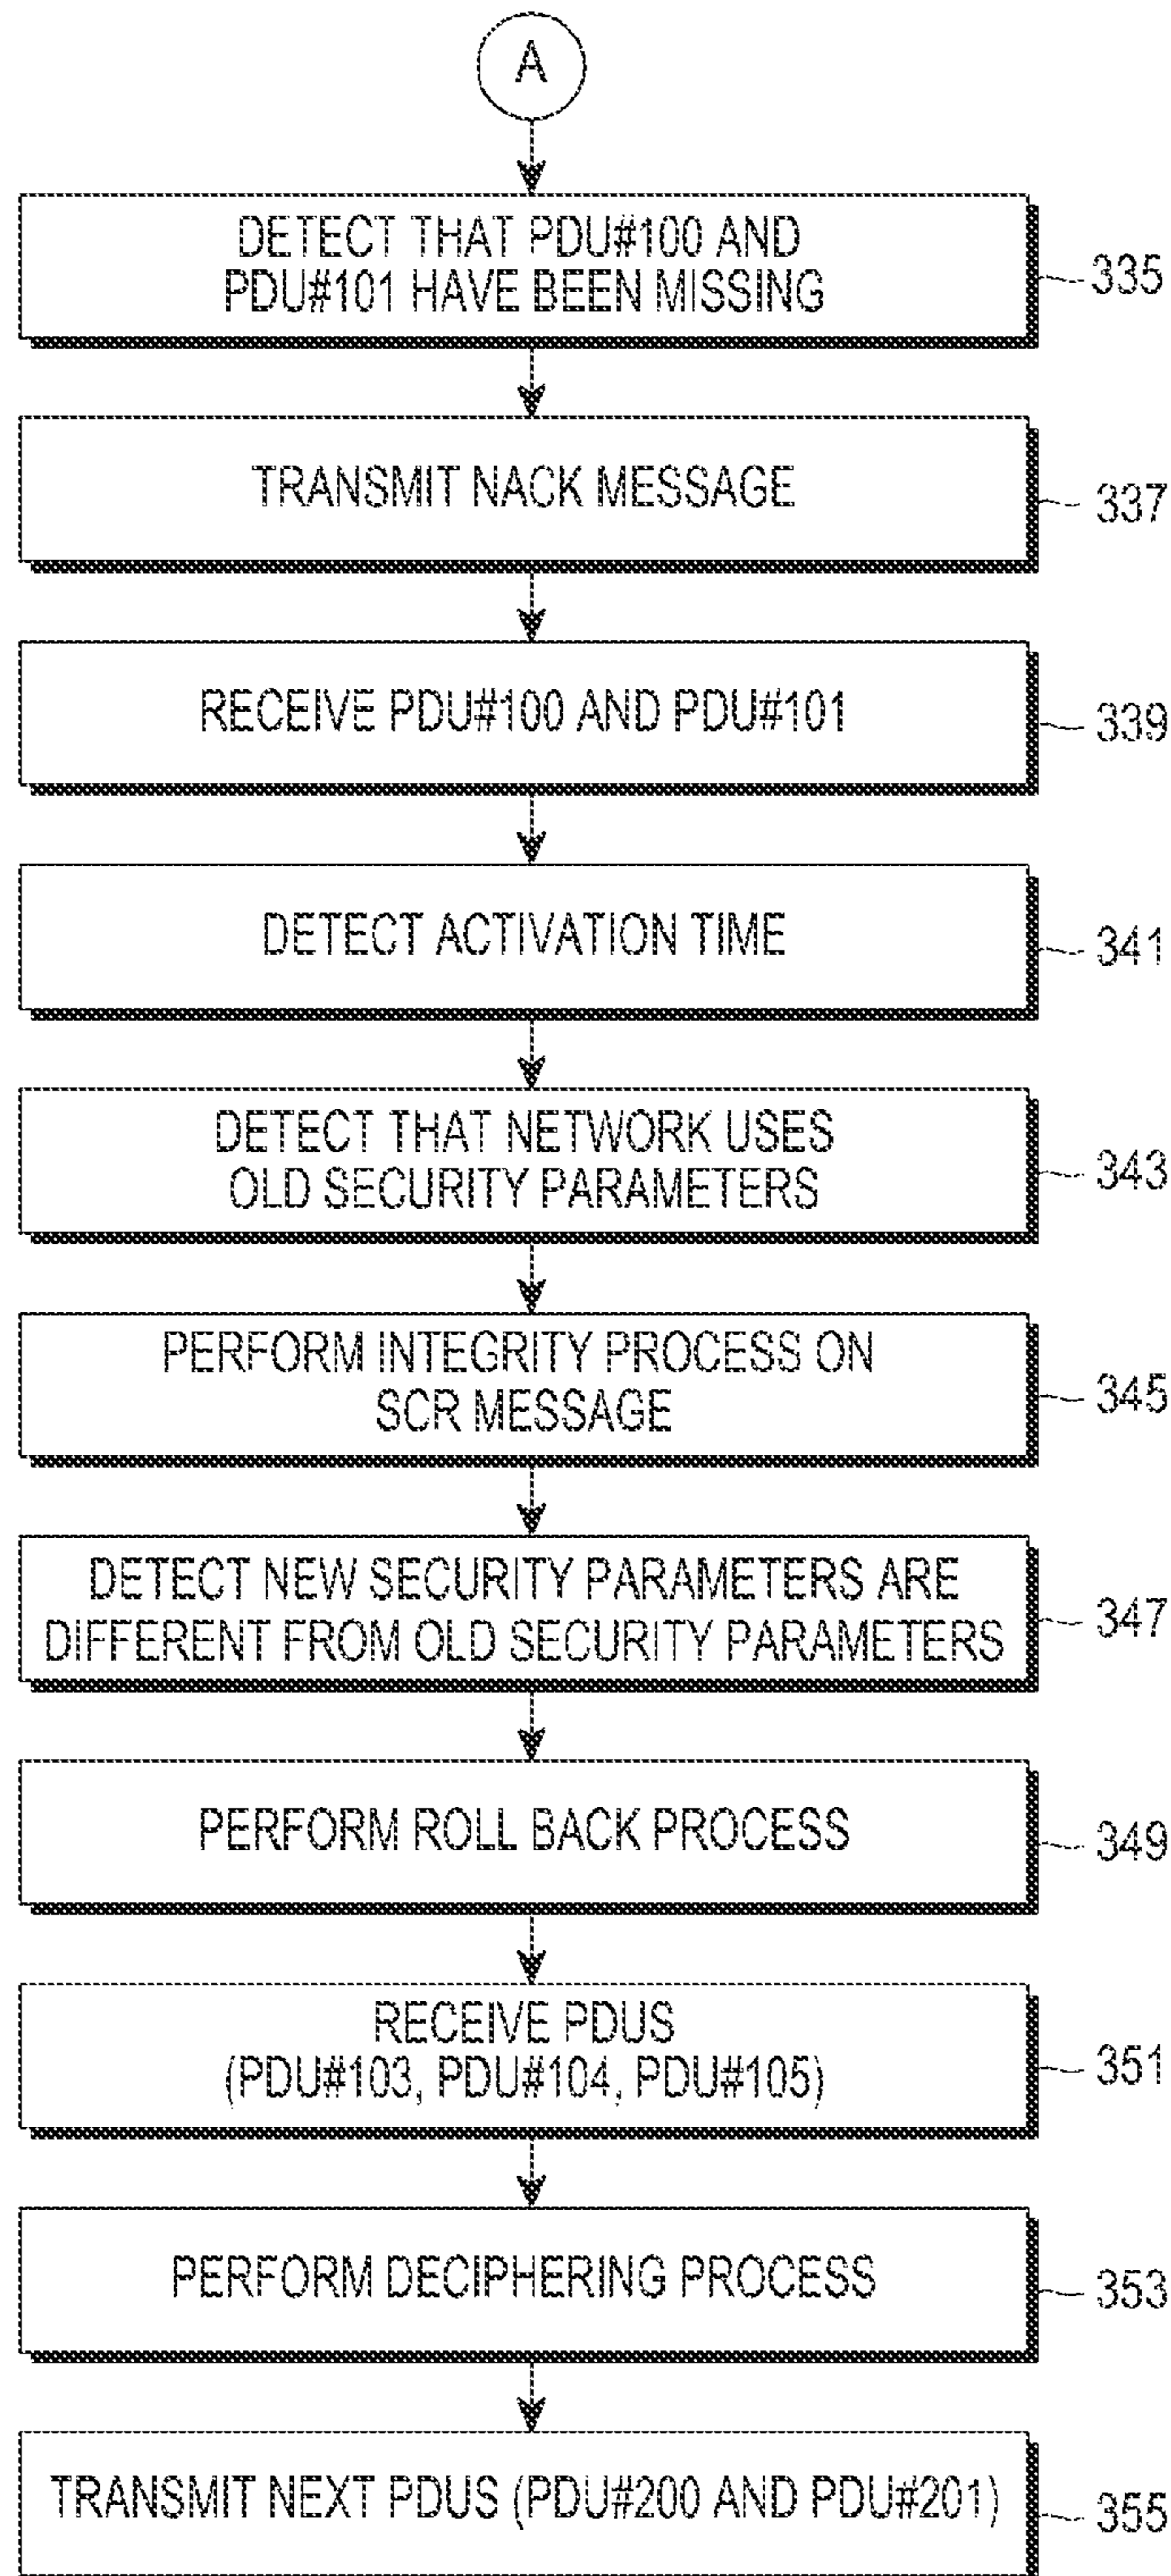 A
DETECT THAT PDU#100 AND
PDU#101 HAVE BEEN MISSING
335
TRANSMIT NACK MESSAGE
337
RECEIVE PDU#100 AND PDU#101
339
DETECT ACTIVATION TIME
341
DETECT THAT NETWORK USES
OLD SECURITY PARAMETERS
343
PERFORM INTEGRITY PROCESS ON
SCR MESSAGE
345
DETECT NEW SECURITY PARAMETERS ARE
DIFFERENT FROM OLD SECURITY PARAMETERS
347
PERFORM ROLL BACK PROCESS
349
RECEIVE PDUS
(PDU#103, PDU#104, PDU#105)
351
PERFORM DECIPHERING PROCESS
353
TRANSMIT NEXT PDUS (PDU#200 AND PDU#201)
355